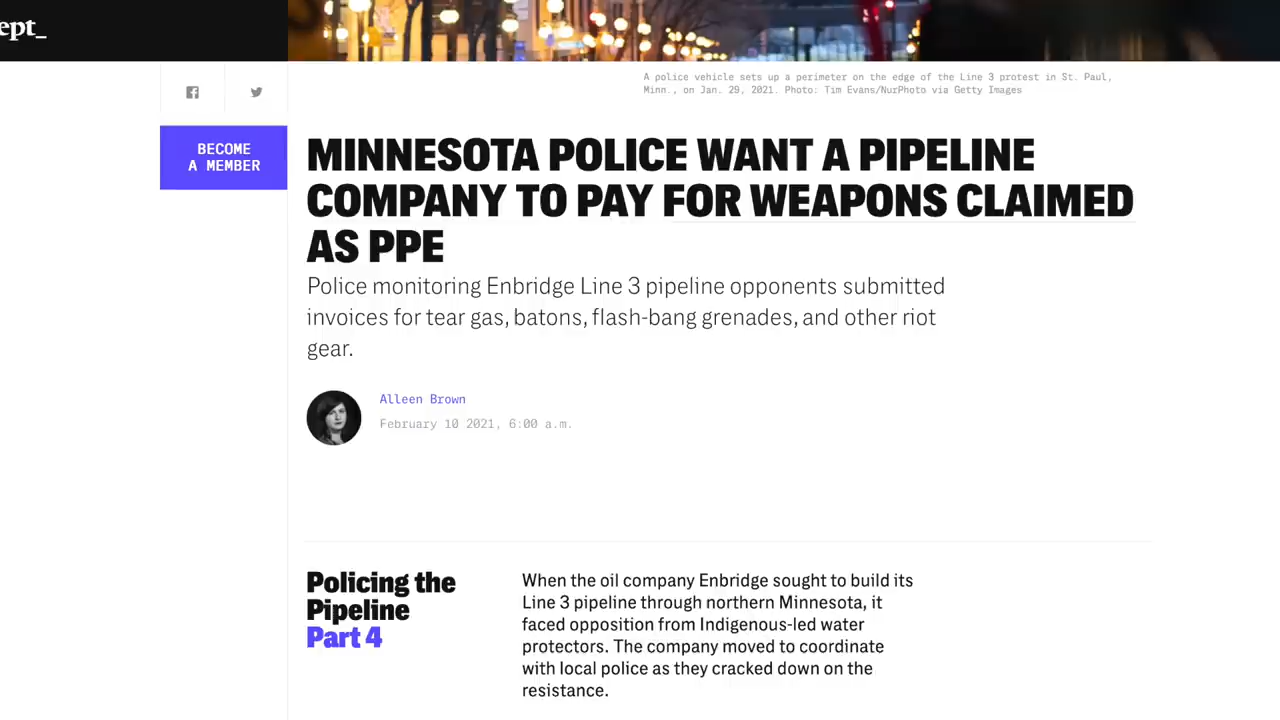 ept_
A police vehicle sets up a perimeter on the edge of the Line 3 protest in St. Paul,
Minn., on Jan. 29, 2021. Photo: Tim Evans/NurPhoto via Getty Images
BECOME
A MEMBER
MINNESOTA POLICE WANT A PIPELINE
COMPANY TO PAY FOR WEAPONS CLAIMED
AS PPE
Police monitoring Enbridge Line 3 pipeline opponents submitted
invoices for tear gas, batons, flash-bang grenades, and other riot
gear.
Alleen Brown
February 10 2021, 6:00 a.m.
Policing the
Pipeline
Part 4
When the oil company Enbridge sought to build its
Line 3 pipeline through northern Minnesota, it
faced opposition from Indigenous-led water
protectors. The company moved to coordinate
with local police as they cracked down on the
resistance.